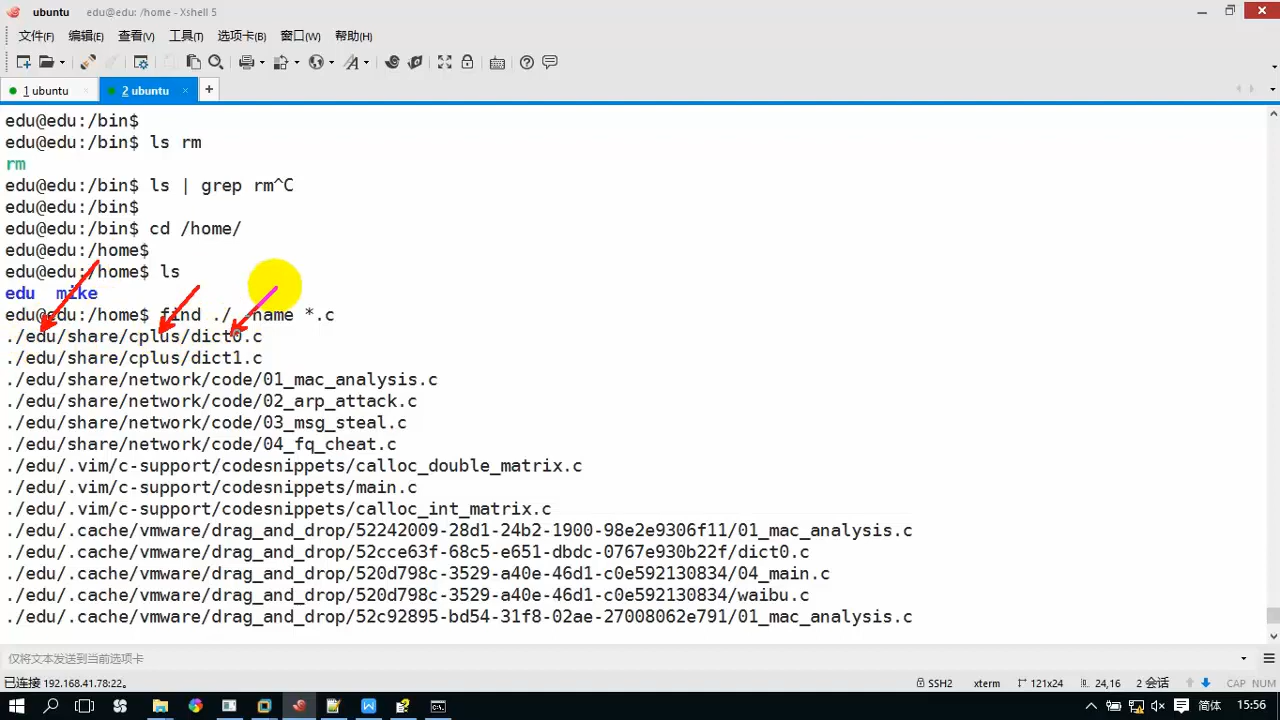 ubuntu edu@edu: /home - Xshell 5
文件(F) 编辑(E) 查看(V) 工具(T) 选项卡(B) 窗口(W) 帮助(H)
1 ubuntu 2 ubuntu
edu@edu:/bin$
edu@edu:/bin$ ls rm
rm
edu@edu:/bin$ ls | grep rm^C
edu@edu:/bin$
edu@edu:/bin$ cd /home/
edu@edu:/home$
edu@edu:/home$ ls
edu mike
edu@edu:/home$ find ./ -name *.c
./edu/share/cplus/dict0.c
./edu/share/cplus/dict1.c
./edu/share/network/code/01_mac_analysis.c
./edu/share/network/code/02_arp_attack.c
./edu/share/network/code/03_msg_steal.c
./edu/share/network/code/04_fq_cheat.c
./edu/.vim/c-support/codesnippets/calloc_double_matrix.c
./edu/.vim/c-support/codesnippets/main.c
./edu/.vim/c-support/codesnippets/calloc_int_matrix.c
./edu/.cache/vmware/drag_and_drop/52242009-28d1-24b2-1900-98e2e9306f11/01_mac_analysis.c
./edu/.cache/vmware/drag_and_drop/52cce63f-68c5-e651-dbdc-0767e930b22f/dict0.c
./edu/.cache/vmware/drag_and_drop/520d798c-3529-a40e-46d1-c0e592130834/04_main.c
./edu/.cache/vmware/drag_and_drop/520d798c-3529-a40e-46d1-c0e592130834/waibu.c
./edu/.cache/vmware/drag_and_drop/52c92895-bd54-31f8-02ae-27008062e791/01_mac_analysis.c
仅将文本发送到当前选项卡
已连接 192.168.41.78:22。 SSH2 xterm 121x24 24,16 2 会话 CAP NUM
简体 15:56